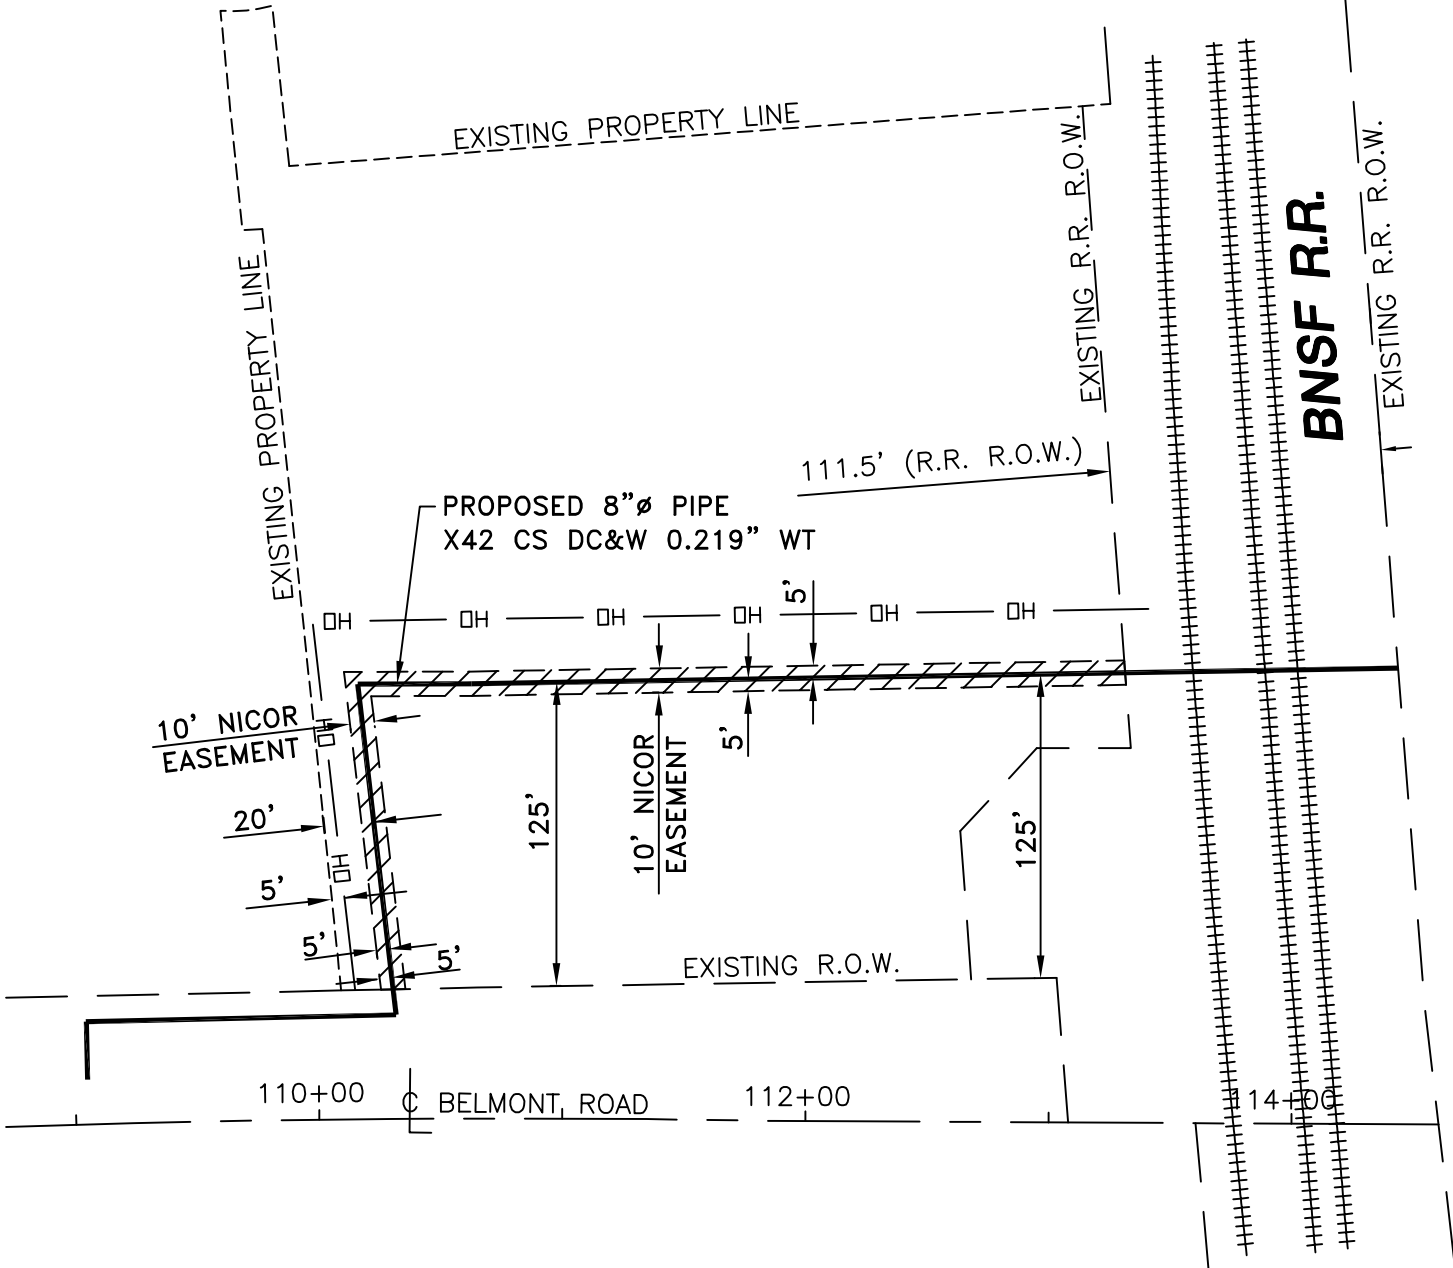 EXISTING PROPERTY LINE
EXISTING R.R. R.O.W.
EXISTING R.R. R.O.W.
BNSF R.R.
EXISTING PROPERTY LINE
111.5' (R.R. R.O.W.)
PROPOSED 8"ø PIPE
X42 CS DC&W 0.219" WT
5'
OH OH OH OH OH OH
10' NICOR
EASEMENT
OH
5'
10' NICOR
EASEMENT
20'
125'
125'
OH
5'
5'
5'
EXISTING R.O.W.
110+00
C BELMONT ROAD
112+00
114+00